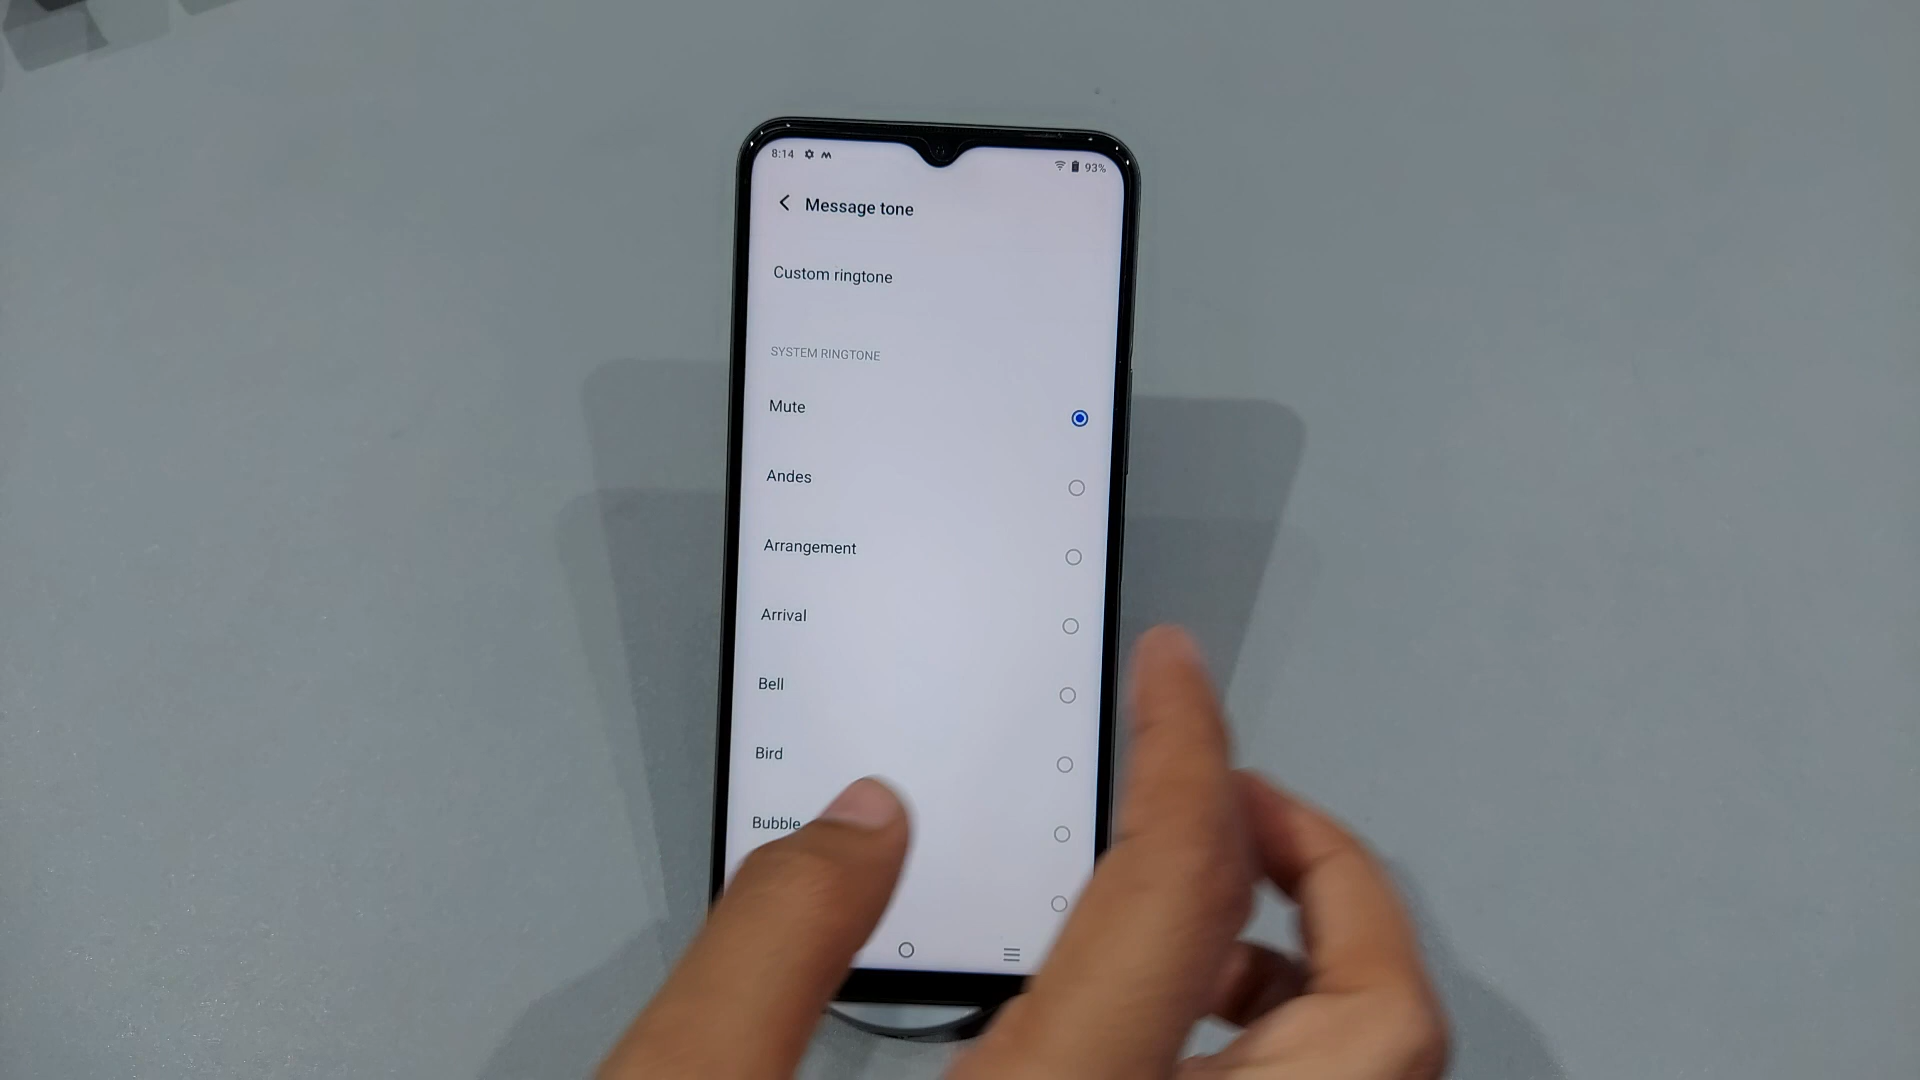 8:14
93%
Message tone
Custom ringtone
SYSTEM RINGTONE
Mute
Andes
Arrangement
Arrival
Bell
Bird
Bubble